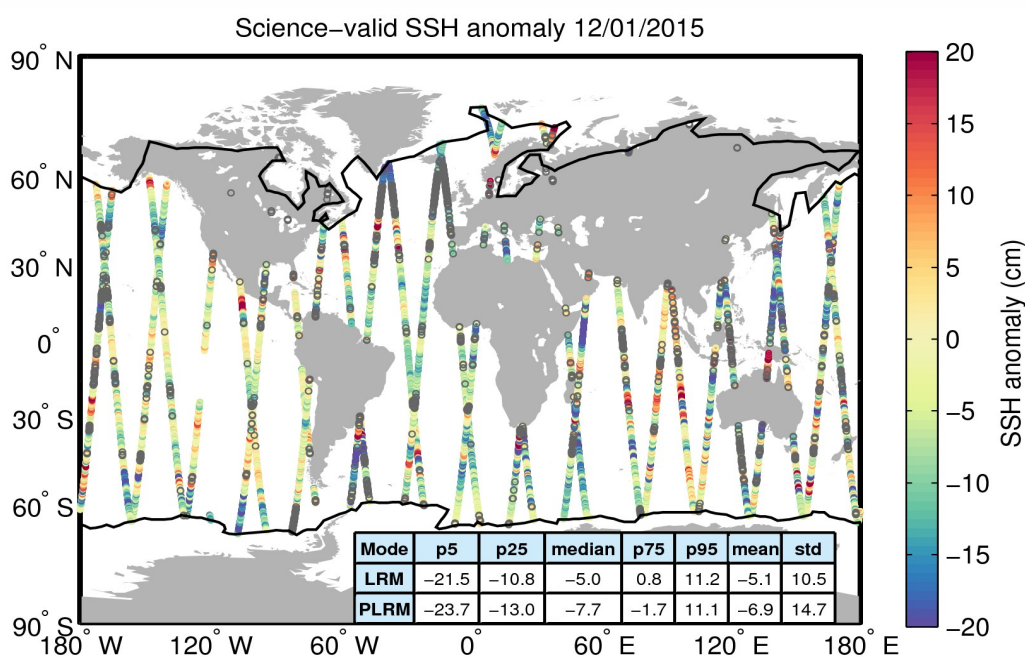 Science−valid SSH anomaly 12/01/2015
90° N
60° N
30° N
0°
30° S
60° S
90° S
180° W
120° W
60° W
0°
60° E
120° E
180° E
Mode p5 p25 median p75 p95 mean std
LRM −21.5 −10.8 −5.0 0.8 11.2 −5.1 10.5
PLRM −23.7 −13.0 −7.7 −1.7 11.1 −6.9 14.7
20
15
10
5
0
−5
−10
−15
−20
SSH anomaly (cm)